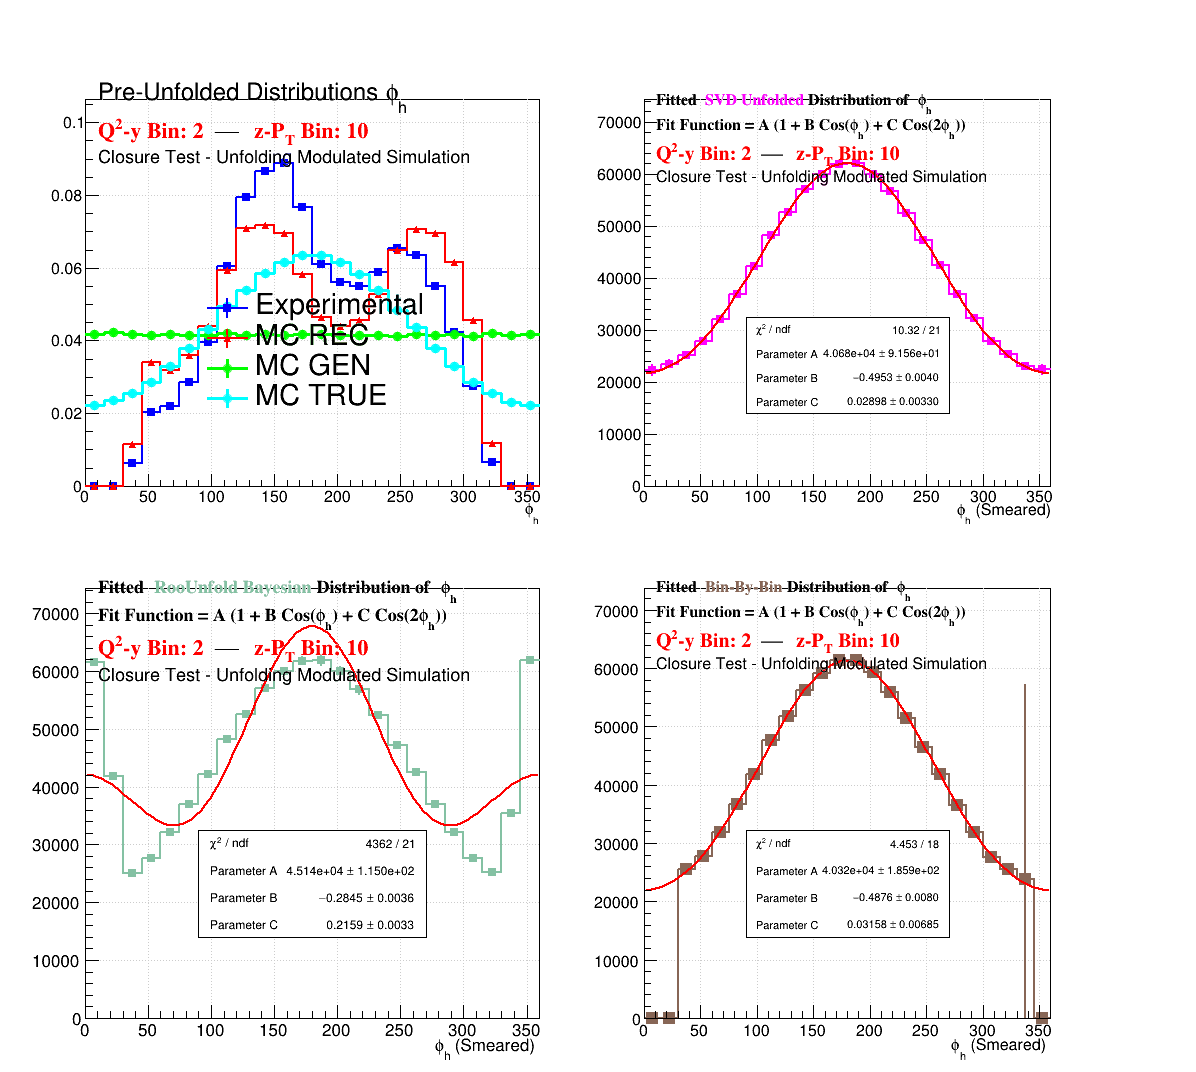 Pre-Unfolded Distributions ϕh
Q2-y Bin: 2 — z-PT Bin: 10
Closure Test - Unfolding Modulated Simulation
0.1
0.08
0.06
0.04
0.02
0
Experimental
MC REC
MC GEN
MC TRUE
0 50 100 150 200 250 300 350
ϕh
Fitted SVD Unfolded Distribution of ϕh
Fit Function = A (1 + B Cos(ϕh) + C Cos(2ϕh))
Q2-y Bin: 2 — z-PT Bin: 10
Closure Test - Unfolding Modulated Simulation
70000
60000
50000
40000
30000
20000
10000
0
χ2 / ndf 10.32 / 21
Parameter A 4.068e+04 ± 9.156e+01
Parameter B −0.4953 ± 0.0040
Parameter C 0.02898 ± 0.00330
0 50 100 150 200 250 300 350
ϕh (Smeared)
Fitted RooUnfold Bayesian Distribution of ϕh
Fit Function = A (1 + B Cos(ϕh) + C Cos(2ϕh))
Q2-y Bin: 2 — z-PT Bin: 10
Closure Test - Unfolding Modulated Simulation
70000
60000
50000
40000
30000
20000
10000
0
χ2 / ndf 4362 / 21
Parameter A 4.514e+04 ± 1.150e+02
Parameter B −0.2845 ± 0.0036
Parameter C 0.2159 ± 0.0033
0 50 100 150 200 250 300 350
ϕh (Smeared)
Fitted Bin-By-Bin Distribution of ϕh
Fit Function = A (1 + B Cos(ϕh) + C Cos(2ϕh))
Q2-y Bin: 2 — z-PT Bin: 10
Closure Test - Unfolding Modulated Simulation
70000
60000
50000
40000
30000
20000
10000
0
χ2 / ndf 4.453 / 18
Parameter A 4.032e+04 ± 1.859e+02
Parameter B −0.4876 ± 0.0080
Parameter C 0.03158 ± 0.00685
0 50 100 150 200 250 300 350
ϕh (Smeared)